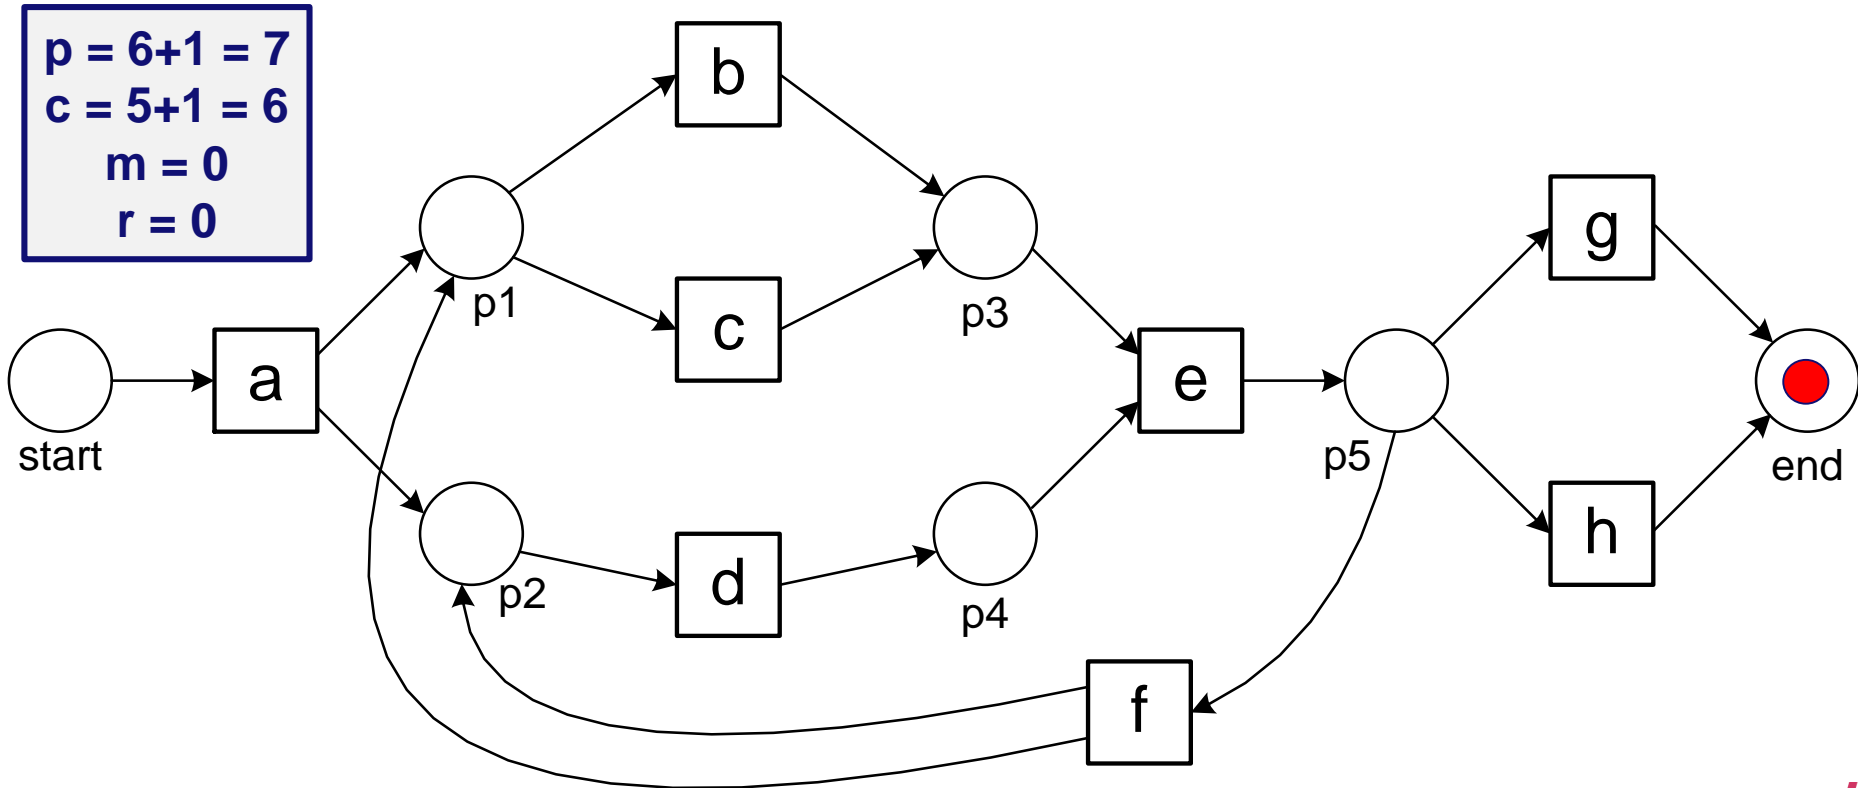 p = 6+1 = 7
c = 5+1 = 6
m = 0
r = 0
b
g
p1
c
p3
start
a
e
p5
end
h
p2
d
p4
f